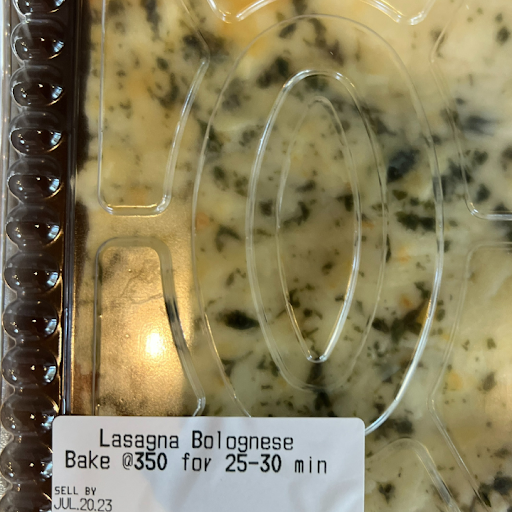 Lasagna Bolognese
Bake @350 for 25-30 min
SELL BY
JUL.20.23